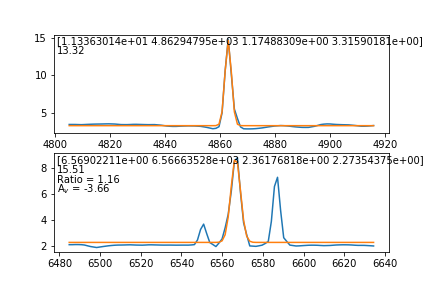 [1.13363014e+01 4.86294795e+03 1.17488309e+00 3.31590181e+00]
13.32
15
10
5
4800 4820 4840 4860 4880 4900 4920
[6.56902211e+00 6.56663528e+03 2.36176818e+00 2.27354375e+00]
15.51
Ratio = 1.16
Av = -3.66
8
6
4
2
6480 6500 6520 6540 6560 6580 6600 6620 6640